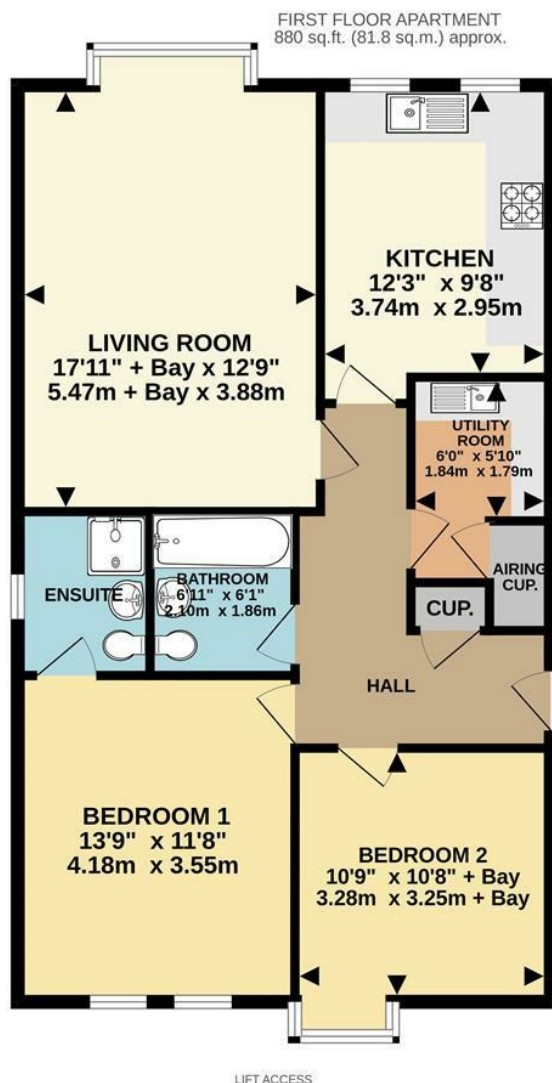 FIRST FLOOR APARTMENT
880 sq.ft. (81.8 sq.m.) approx.
KITCHEN
12'3" x 9'8"
3.74m x 2.95m
LIVING ROOM
17'11" + Bay x 12'9"
5.47m + Bay x 3.88m
UTILITY
ROOM
6'0" x 5'10"
1.84m x 1.79m
AIRING
CUP.
ENSUITE
BATHROOM
6'11" x 6'1"
2.10m x 1.86m
CUP.
HALL
BEDROOM 1
13'9" x 11'8"
4.18m x 3.55m
BEDROOM 2
10'9" x 10'8" + Bay
3.28m x 3.25m + Bay
LIFT ACCESS